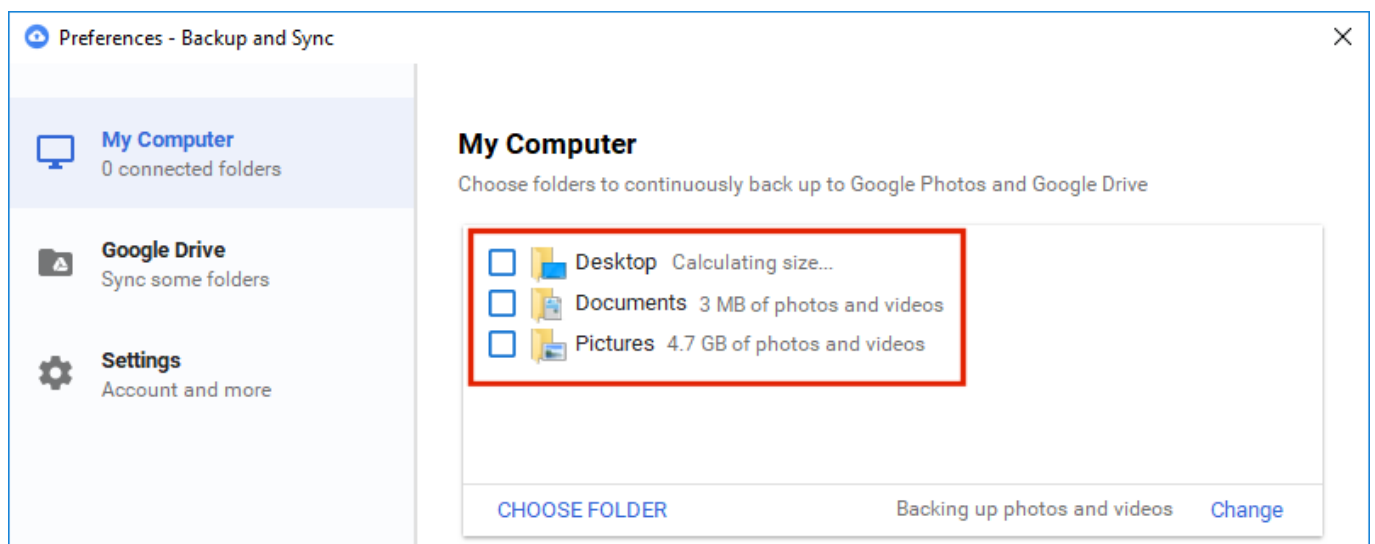 Preferences - Backup and Sync
My Computer
0 connected folders
Google Drive
Sync some folders
Settings
Account and more
My Computer
Choose folders to continuously back up to Google Photos and Google Drive
Desktop Calculating size...
Documents 3 MB of photos and videos
Pictures 4.7 GB of photos and videos
CHOOSE FOLDER Backing up photos and videos Change